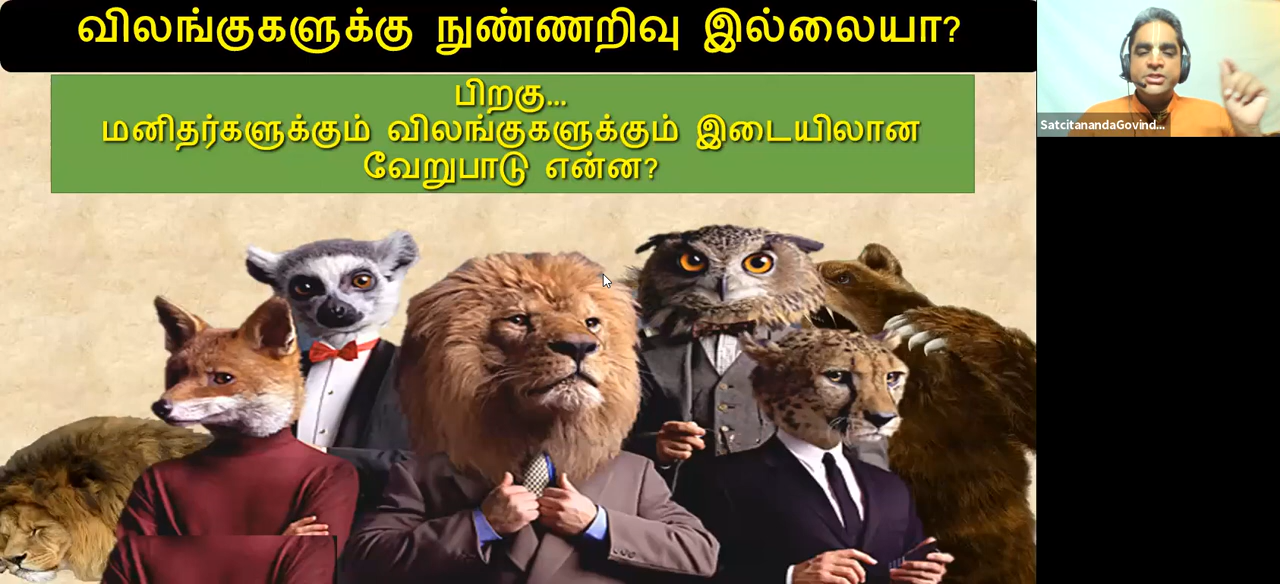 விலங்குகளுக்கு நுண்ணறிவு இல்லையா?
பிறகு...
மனிதர்களுக்கும் விலங்குகளுக்கும் இடையிலான
வேறுபாடு என்ன?
SatcitanandaGovind...